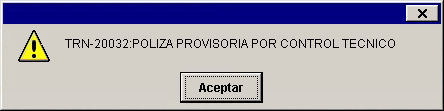 TRN-20032:POLIZA PROVISORIA POR CONTROL TECNICO
Aceptar